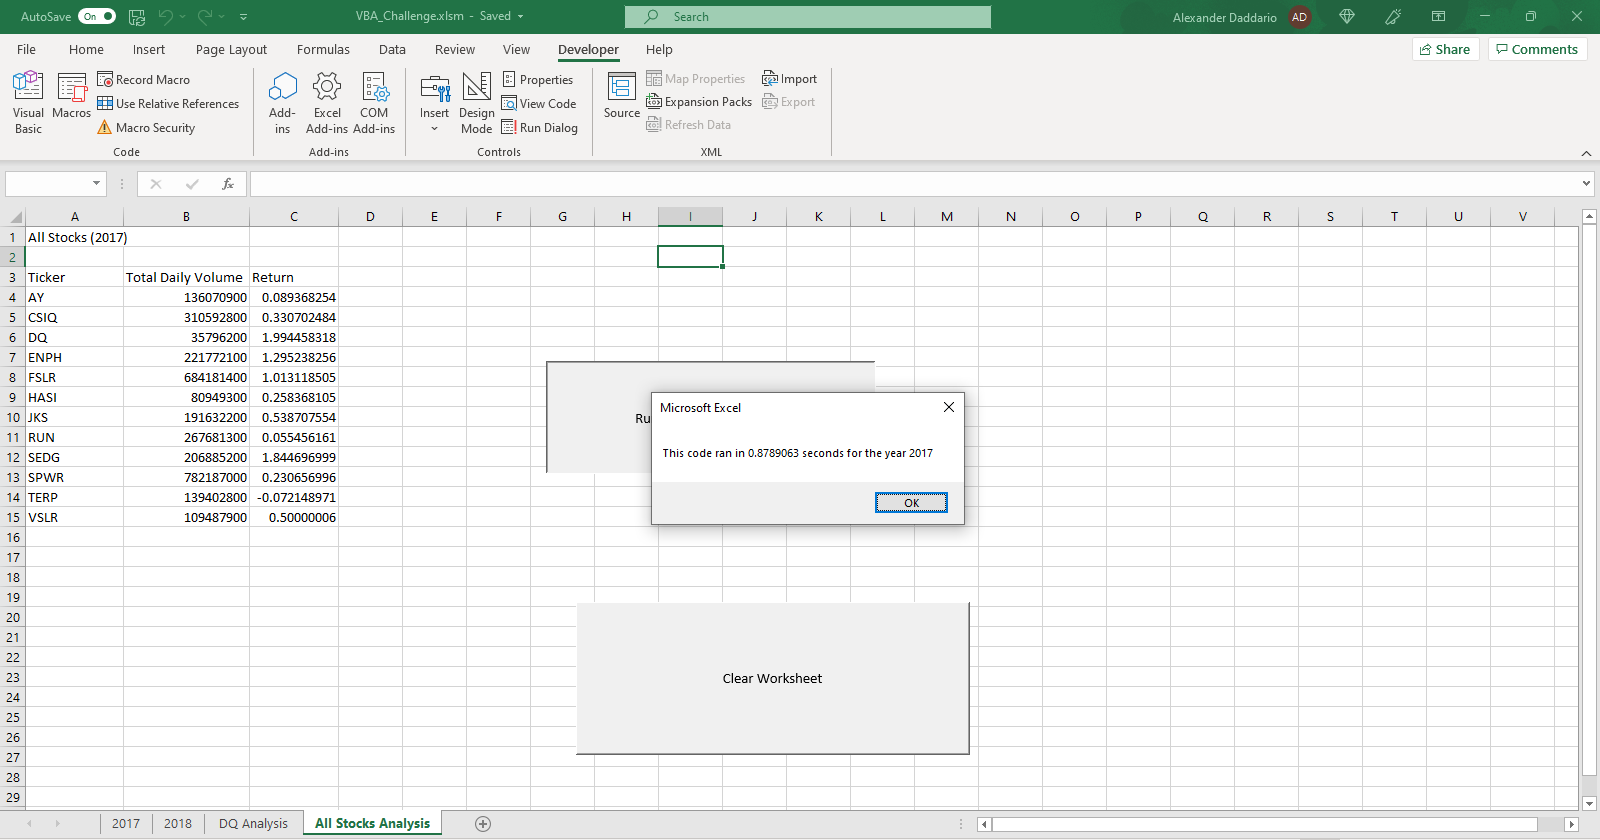 AutoSave On VBA_Challenge.xlsm - Saved Search Alexander Daddario AD
File Home Insert Page Layout Formulas Data Review View Developer Help Share Comments
Visual Basic
Macros
Record Macro
Use Relative References
Macro Security
Code
Add-ins
Excel Add-ins
COM Add-ins
Add-ins
Insert
Design Mode
Properties
View Code
Run Dialog
Controls
Source
Map Properties
Expansion Packs
Refresh Data
Import
Export
XML
fx
A B C D E F G H I J K L M N O P Q R S T U V
1 All Stocks (2017)
2
3 Ticker Total Daily Volume Return
4 AY 136070900 0.089368254
5 CSIQ 310592800 0.330702484
6 DQ 35796200 1.994458318
7 ENPH 221772100 1.295238256
8 FSLR 684181400 1.013118505
9 HASI 80949300 0.258368105
10 JKS 191632200 0.538707554
11 RUN 267681300 0.055456161
12 SEDG 206885200 1.844696999
13 SPWR 782187000 0.230656996
14 TERP 139402800 -0.072148971
15 VSLR 109487900 0.50000006
16
17
18
19
20
21
22
23
24
25
26
27
28
29
Ru
Microsoft Excel
This code ran in 0.8789063 seconds for the year 2017
OK
Clear Worksheet
2017 2018 DQ Analysis All Stocks Analysis